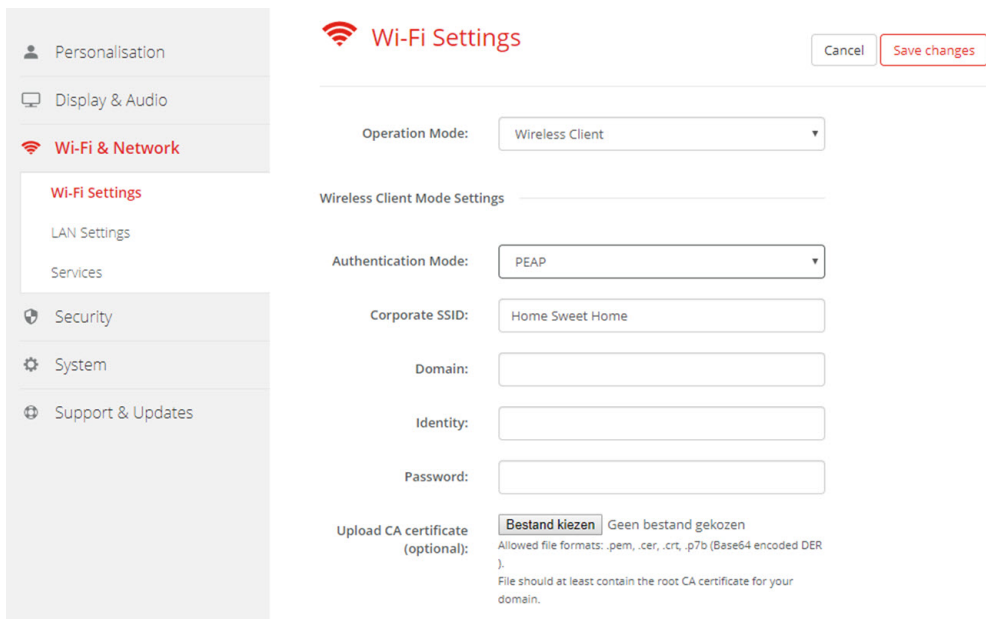 Personalisation
Display & Audio
Wi-Fi & Network
Wi-Fi Settings
LAN Settings
Services
Security
System
Support & Updates
Wi-Fi Settings
Cancel
Save changes
Operation Mode:
Wireless Client
Wireless Client Mode Settings
Authentication Mode:
PEAP
Corporate SSID:
Home Sweet Home
Domain:
Identity:
Password:
Upload CA certificate
(optional):
Bestand kiezen Geen bestand gekozen
Allowed file formats: .pem, .cer, .crt, .p7b (Base64 encoded DER
).
File should at least contain the root CA certificate for your
domain.